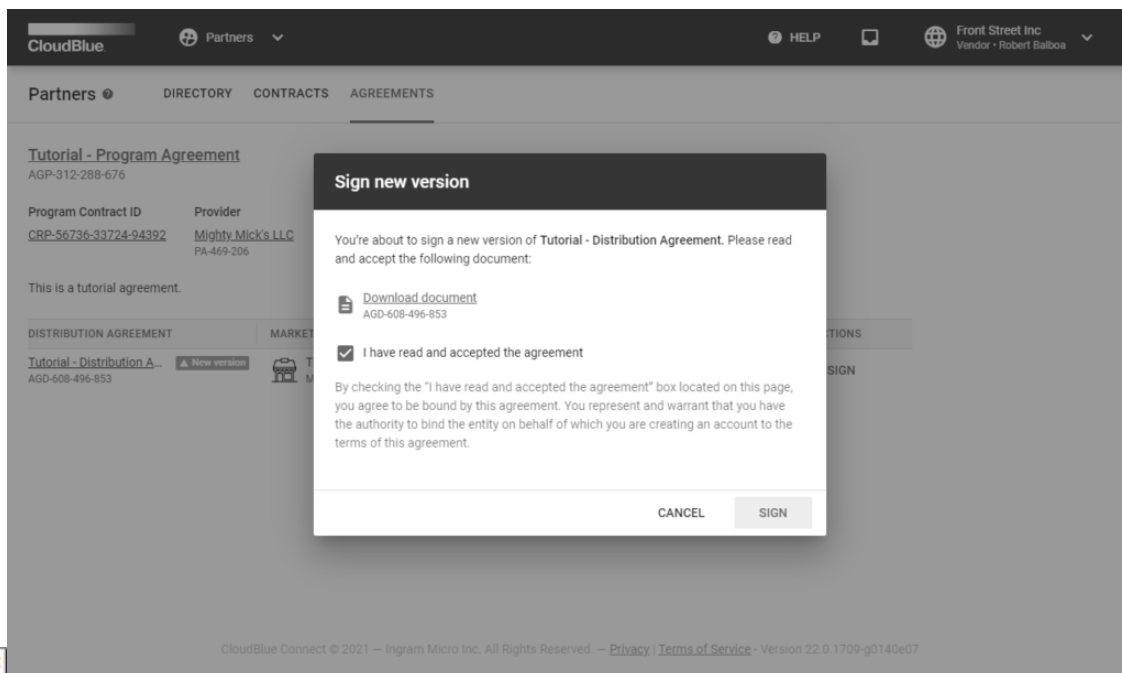 CloudBlue
Partners
HELP
Front Street Inc
Vendor • Robert Balboa
Partners
DIRECTORY
CONTRACTS
AGREEMENTS
Tutorial - Program Agreement
AGP-312-288-676
Program Contract ID
Provider
CRP-56736-33724-94392
Mighty Mick's LLC
PA-469-206
This is a tutorial agreement.
DISTRIBUTION AGREEMENT
MARKET
TIONS
Tutorial - Distribution A...
New version
T
M
SIGN
AGD-608-496-853
Sign new version
You're about to sign a new version of Tutorial - Distribution Agreement. Please read
and accept the following document:
Download document
AGD-608-496-853
I have read and accepted the agreement
By checking the "I have read and accepted the agreement" box located on this page,
you agree to be bound by this agreement. You represent and warrant that you have
the authority to bind the entity on behalf of which you are creating an account to the
terms of this agreement.
CANCEL
SIGN
CloudBlue Connect © 2021 — Ingram Micro Inc. All Rights Reserved. — Privacy | Terms of Service - Version 22.0.1709-g0140e07